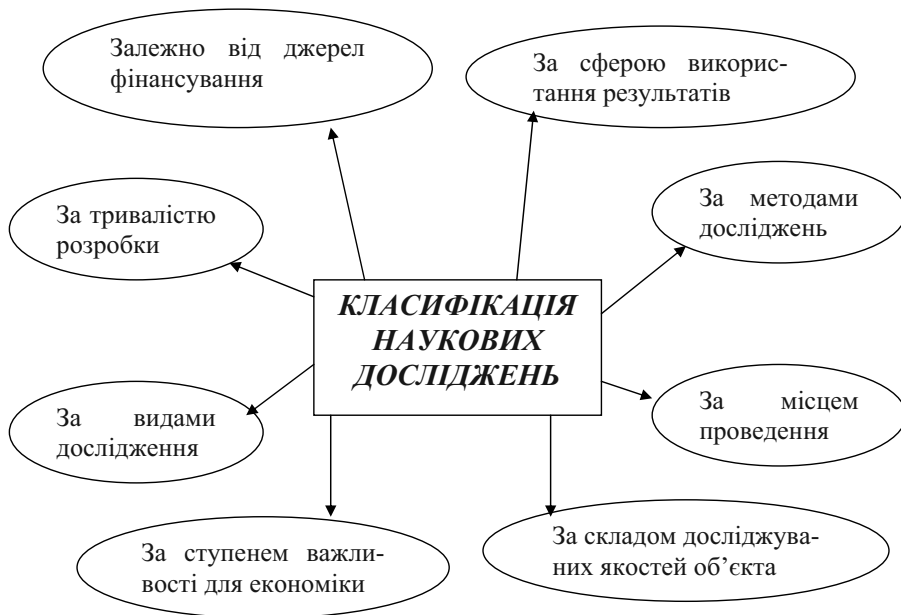 Залежно від джерел
фінансування
За сферою викорис-
тання результатів
За тривалістю
розробки
За методами
досліджень
КЛАСИФІКАЦІЯ
НАУКОВИХ
ДОСЛІДЖЕНЬ
За видами
дослідження
За місцем
проведення
За ступенем важли-
вості для економіки
За складом досліджува-
них якостей об’єкта